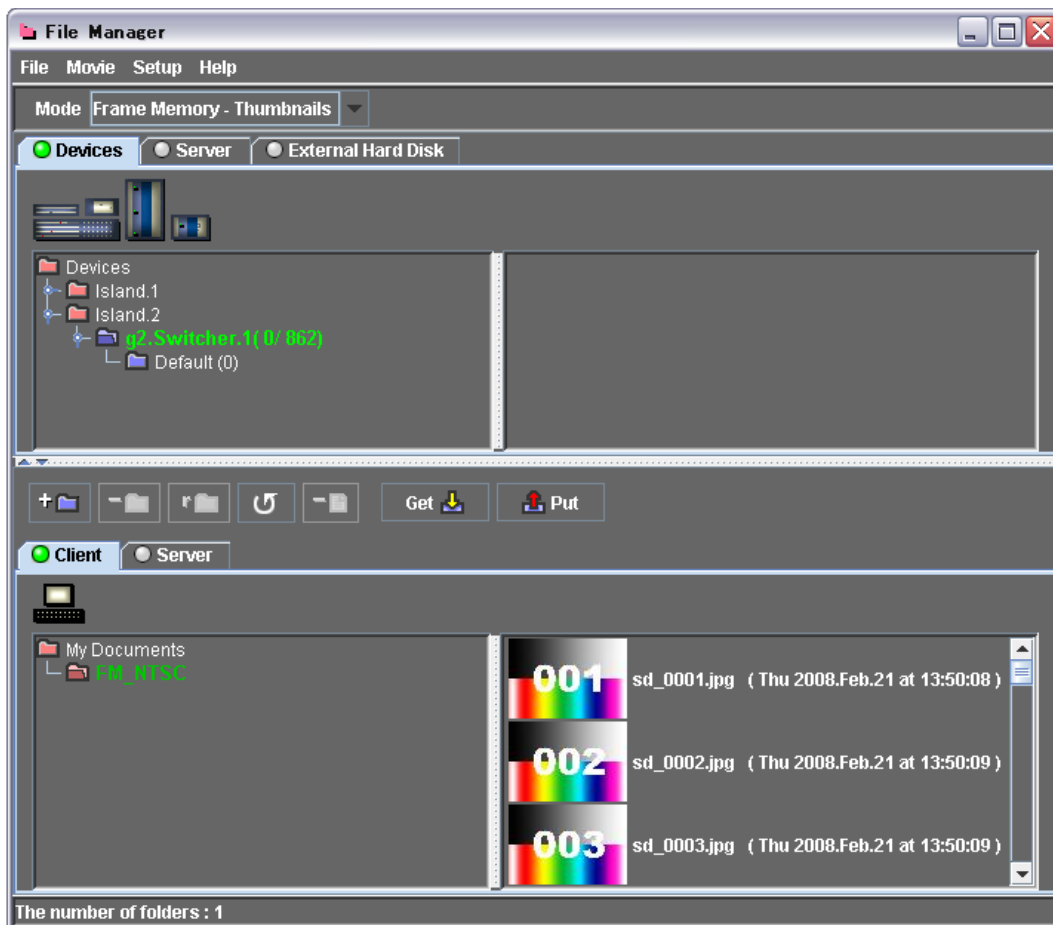 File Manager
File Movie Setup Help
Mode Frame Memory - Thumbnails
Devices Server External Hard Disk
Devices
Island.1
Island.2
g2.Switcher.1( 0/ 862)
Default (0)
+ - r - Get Put
Client Server
My Documents
FM_NTSC
001 sd_0001.jpg ( Thu 2008.Feb.21 at 13:50:08 )
002 sd_0002.jpg ( Thu 2008.Feb.21 at 13:50:09 )
003 sd_0003.jpg ( Thu 2008.Feb.21 at 13:50:09 )
The number of folders : 1